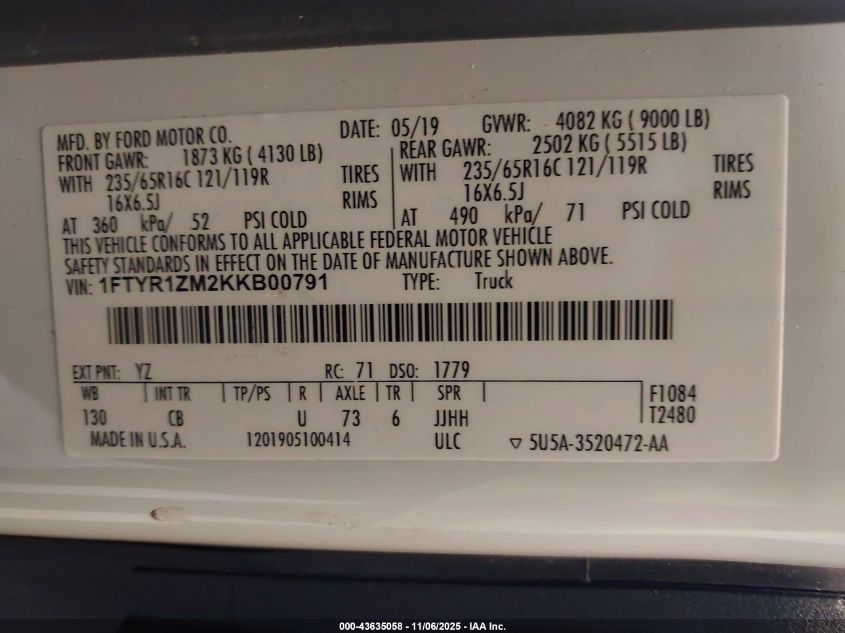 MFD. BY FORD MOTOR CO. DATE: 05/19 GVWR: 4082 KG ( 9000 LB)
FRONT GAWR: 1873 KG ( 4130 LB) REAR GAWR: 2502 KG ( 5515 LB)
WITH 235/65R16C 121/119R TIRES WITH 235/65R16C 121/119R TIRES
16X6.5J RIMS 16X6.5J RIMS
AT 360 kPa/ 52 PSI COLD AT 490 kPa/ 71 PSI COLD
THIS VEHICLE CONFORMS TO ALL APPLICABLE FEDERAL MOTOR VEHICLE
SAFETY STANDARDS IN EFFECT ON THE DATE OF MANUFACTURE SHOWN ABOVE.
VIN: 1FTYR1ZM2KKB00791 TYPE: Truck
EXT PNT: YZ RC: 71 DSO: 1779
WB INT TR TP/PS R AXLE TR SPR F1084
130 CB U 73 6 JJHH T2480
MADE IN U.S.A. 1201905100414 ULC ▽ 5U5A-3520472-AA
000-43635058 - 11/06/2025 - IAA Inc.